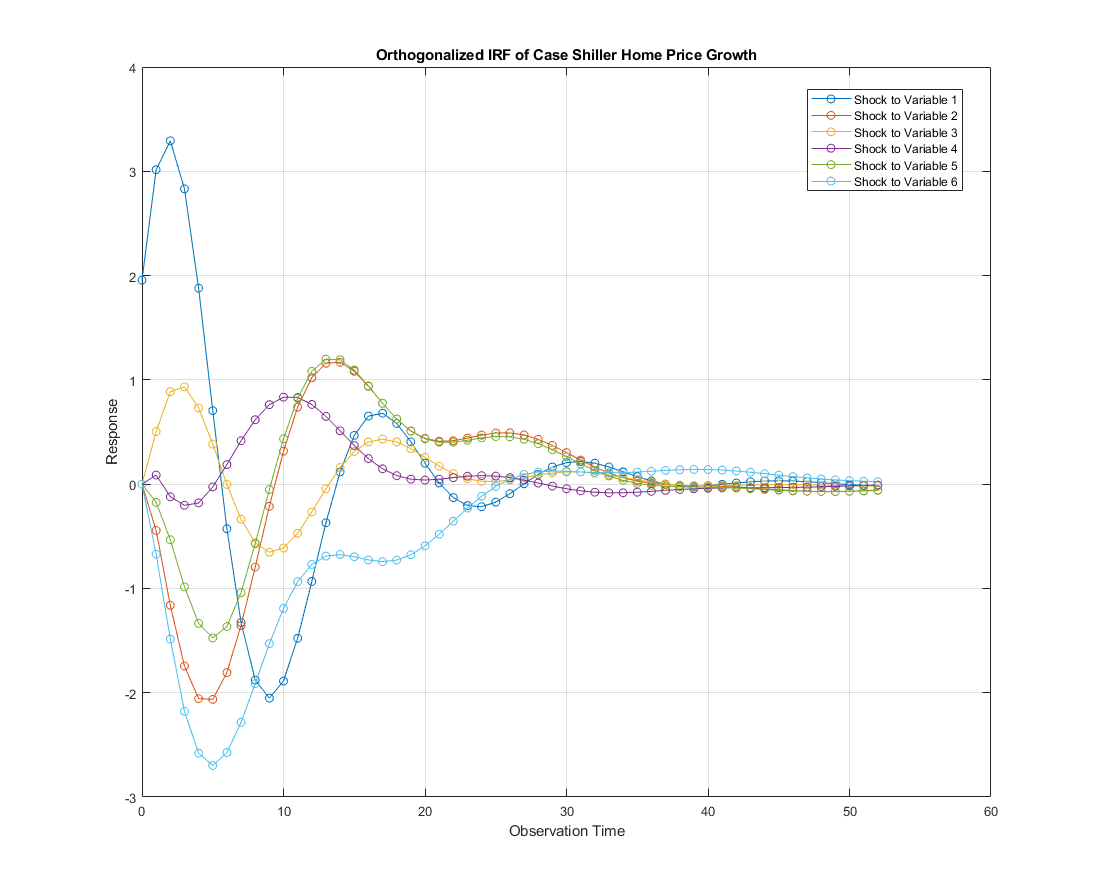 Orthogonalized IRF of Case Shiller Home Price Growth
4
3
2
1
0
-1
-2
-3
Response
Shock to Variable 1
Shock to Variable 2
Shock to Variable 3
Shock to Variable 4
Shock to Variable 5
Shock to Variable 6
0 10 20 30 40 50 60
Observation Time